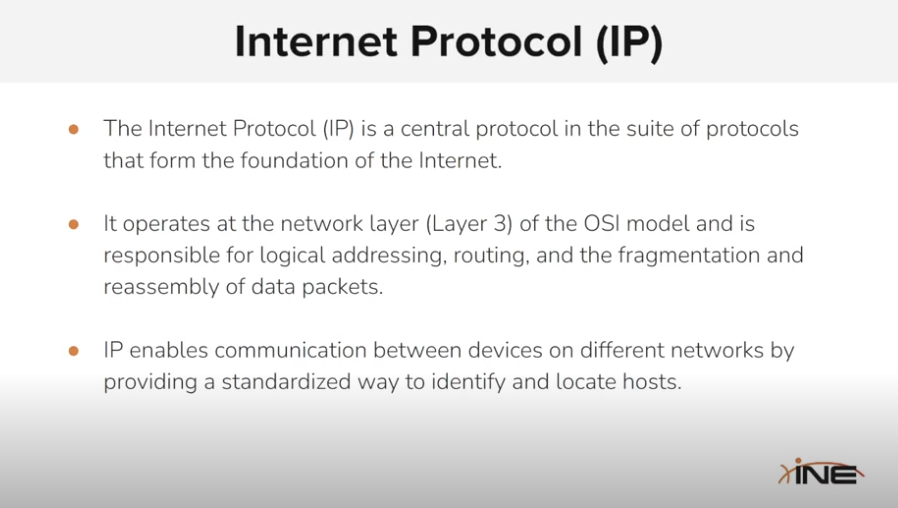 Internet Protocol (IP)
● The Internet Protocol (IP) is a central protocol in the suite of protocols
that form the foundation of the Internet.
● It operates at the network layer (Layer 3) of the OSI model and is
responsible for logical addressing, routing, and the fragmentation and
reassembly of data packets.
● IP enables communication between devices on different networks by
providing a standardized way to identify and locate hosts.
INE